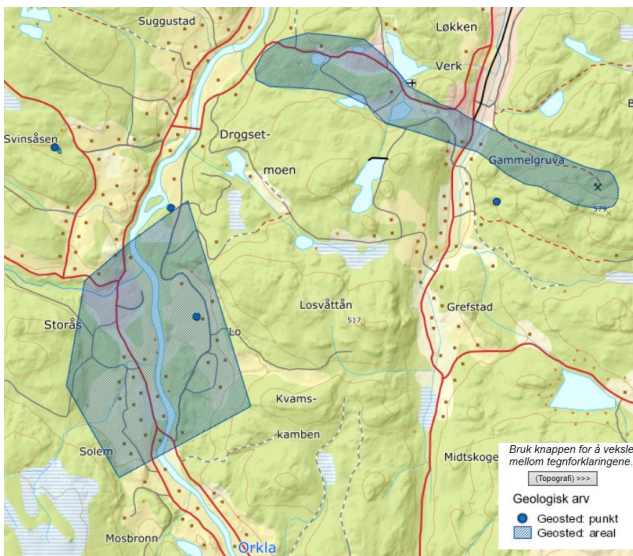 Suggustad
Løkken
Verk
Svinsåsen
Drogset-
moen
Gammelgruva
579
Storås
Lo
Losvåttån
517
Grefstad
Kvams-
kamben
Solem
Midtskoge
Mosbronn
Orkla
Bruk knappen for å veksle
mellom tegnforklaringene.
(Topografi) >>>
Geologisk arv
Geosted: punkt
Geosted: areal